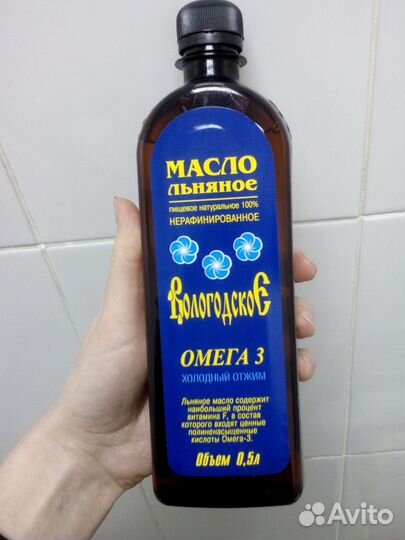 МАСЛО
ЛЬНЯНОЕ
пищевое натуральное 100%
НЕРАФИНИРОВАННОЕ
ВологодскоЕ
ОМЕГА 3
ХОЛОДНЫЙ ОТЖИМ
Льняное масло содержит
наибольший процент
витамина F, в состав
которого входят ценные
полиненасыщенные
кислоты Омега-3.
Объем 0,5л
Avito